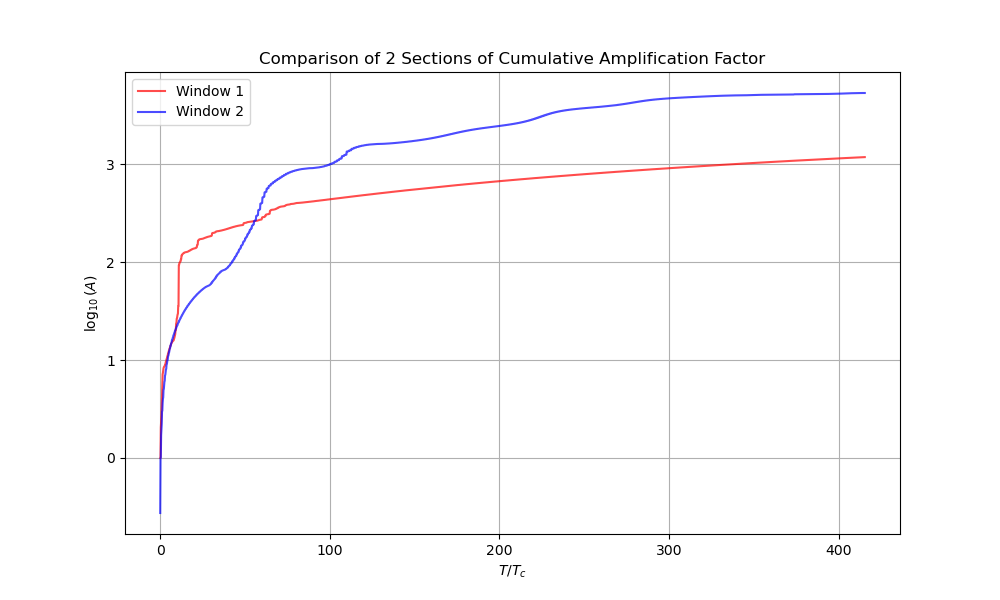 Comparison of 2 Sections of Cumulative Amplification Factor
Window 1
Window 2
3
2
1
0
log₁₀ (A)
0 100 200 300 400
T/T_c